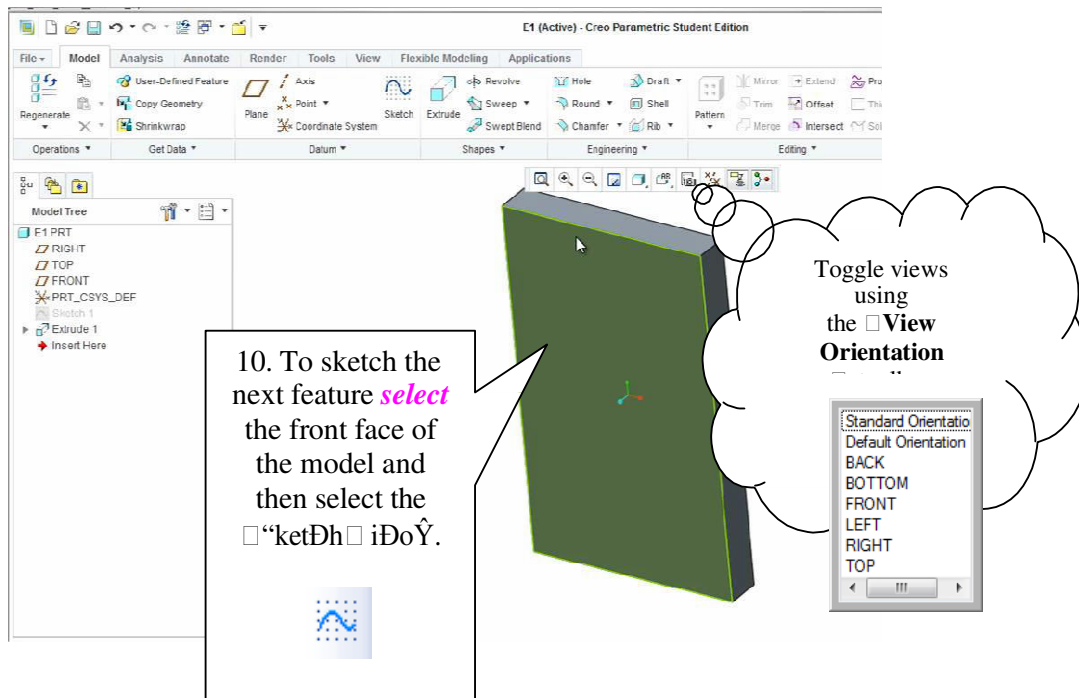 E1 (Active) - Creo Parametric Student Edition
File Model Analysis Annotate Render Tools View Flexible Modeling Applications
Regenerate
User-Defined Feature
Copy Geometry
Shrinkwrap
Plane
Axis
Point
Coordinate System
Sketch
Extrude
Revolve
Sweep
Swept Blend
Hole
Round
Chamfer
Draft
Shell
Rib
Pattern
Mirror
Trim
Merge
Extend
Offset
Intersect
Operations Get Data Datum Shapes Engineering Editing
Model Tree
E1.PRT
RIGHT
TOP
FRONT
PRT_CSYS_DEF
Sketch 1
Extrude 1
Insert Here
10. To sketch the
next feature select
the front face of
the model and
then select the
□“ketÐh□ iÐoŶ.
Toggle views
using
the □View
Orientation
Standard Orientatio
Default Orientation
BACK
BOTTOM
FRONT
LEFT
RIGHT
TOP